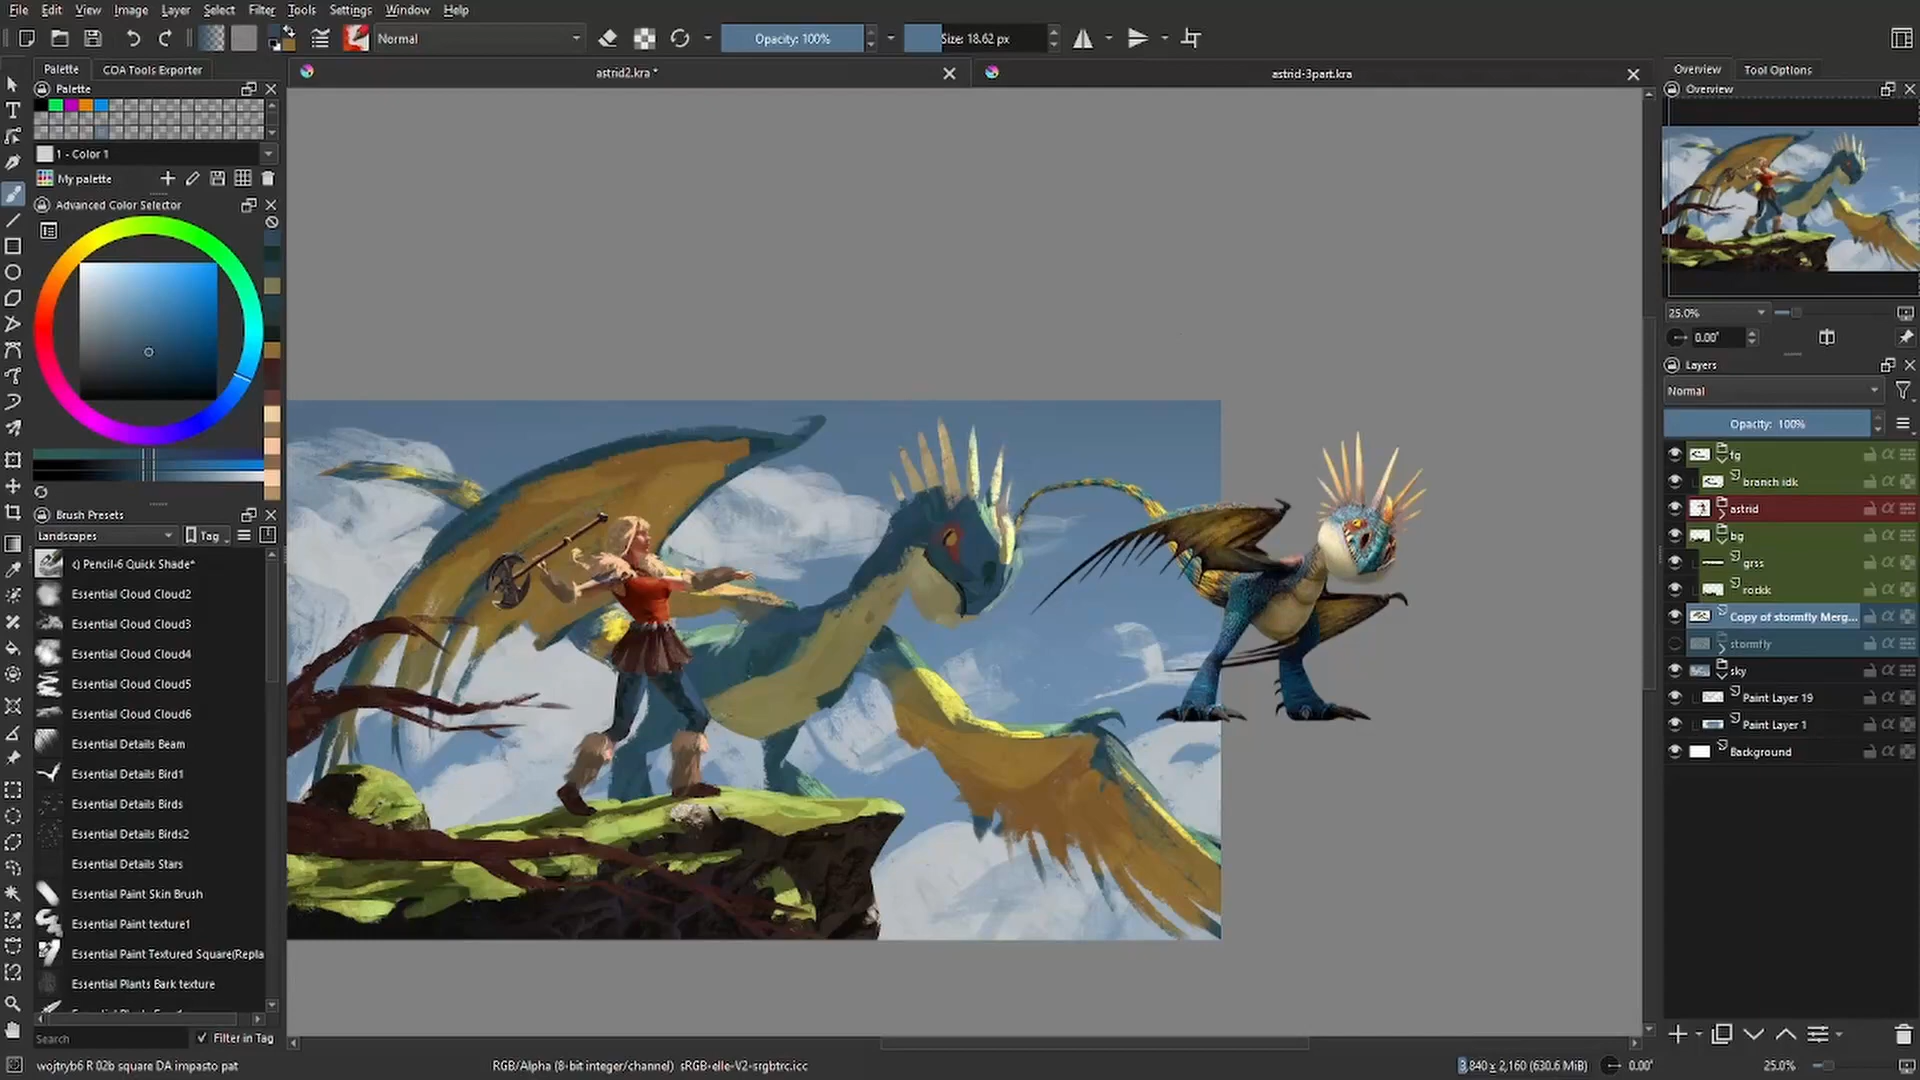 File Edit View Image Layer Select Filter Tools Settings Window Help
Normal Opacity: 100% Size: 18.62 px
Palette COA Tools Exporter
astrid2.kra *
astrid-3part.kra
Overview Tool Options
Palette
Overview
1 - Color 1
My palette
Advanced Color Selector
25.0%
0.00°
Layers
Normal
Opacity: 100%
fg
branch idk
astrid
bg
grss
rockk
Copy of stormfly Merg...
stormfly
sky
Paint Layer 19
Paint Layer 1
Background
Brush Presets
Landscapes Tag
c) Pencil-6 Quick Shade*
Essential Cloud Cloud2
Essential Cloud Cloud3
Essential Cloud Cloud4
Essential Cloud Cloud5
Essential Cloud Cloud6
Essential Details Beam
Essential Details Bird1
Essential Details Birds
Essential Details Birds2
Essential Details Stars
Essential Paint Skin Brush
Essential Paint texture1
Essential Paint Textured Square(Repla
Essential Plants Bark texture
Search Filter in Tag
wojtryb6 R 02b square DA impasto pat
RGB/Alpha (8-bit integer/channel) sRGB-elle-V2-srgbtrc.icc
3,840 x 2,160 (630.6 MiB) 0.00° 25.0%